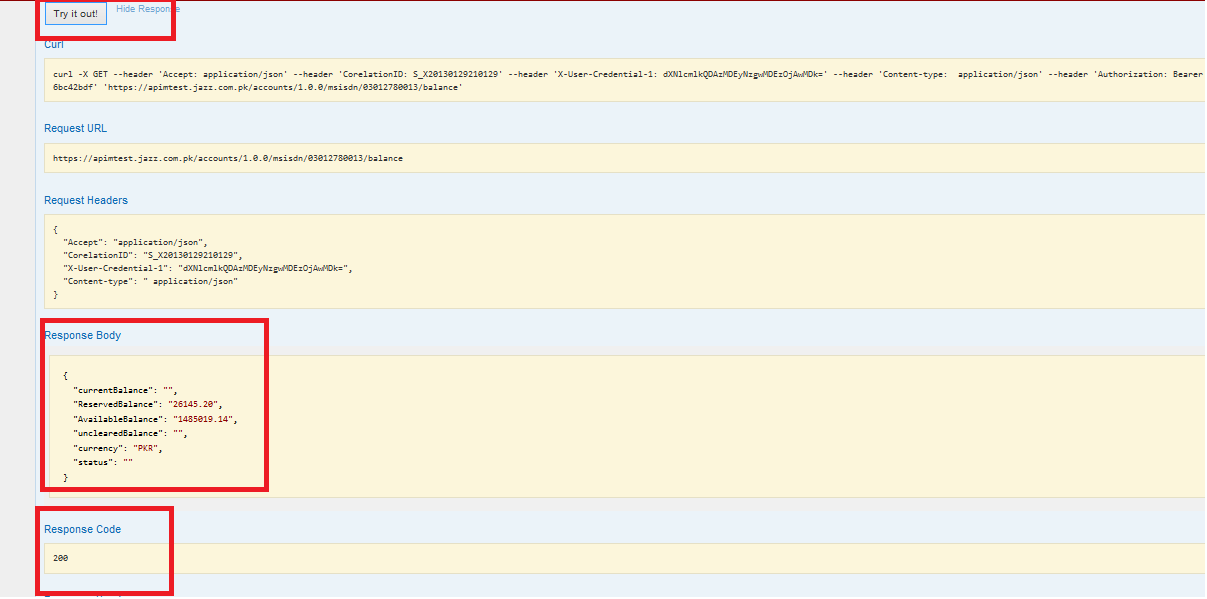 Try it out! Hide Response
Curl
curl -X GET --header 'Accept: application/json' --header 'CorelationID: S_X20130129210129' --header 'X-User-Credential-1: dXNlcmlkQDAzMDEyNzgwMDEzOjAwMDk=' --header 'Content-type:  application/json' --header 'Authorization: Bearer
6bc42bdf' 'https://apimtest.jazz.com.pk/accounts/1.0.0/msisdn/03012780013/balance'
Request URL
https://apimtest.jazz.com.pk/accounts/1.0.0/msisdn/03012780013/balance
Request Headers
{
"Accept": "application/json",
"CorelationID": "S_X20130129210129",
"X-User-Credential-1": "dXNlcmlkQDAzMDEyNzgwMDEzOjAwMDk=",
"Content-type": " application/json"
}
Response Body
{
"currentBalance": "",
"ReservedBalance": "26145.20",
"AvailableBalance": "1485019.14",
"unclearedBalance": "",
"currency": "PKR",
"status": ""
}
Response Code
200